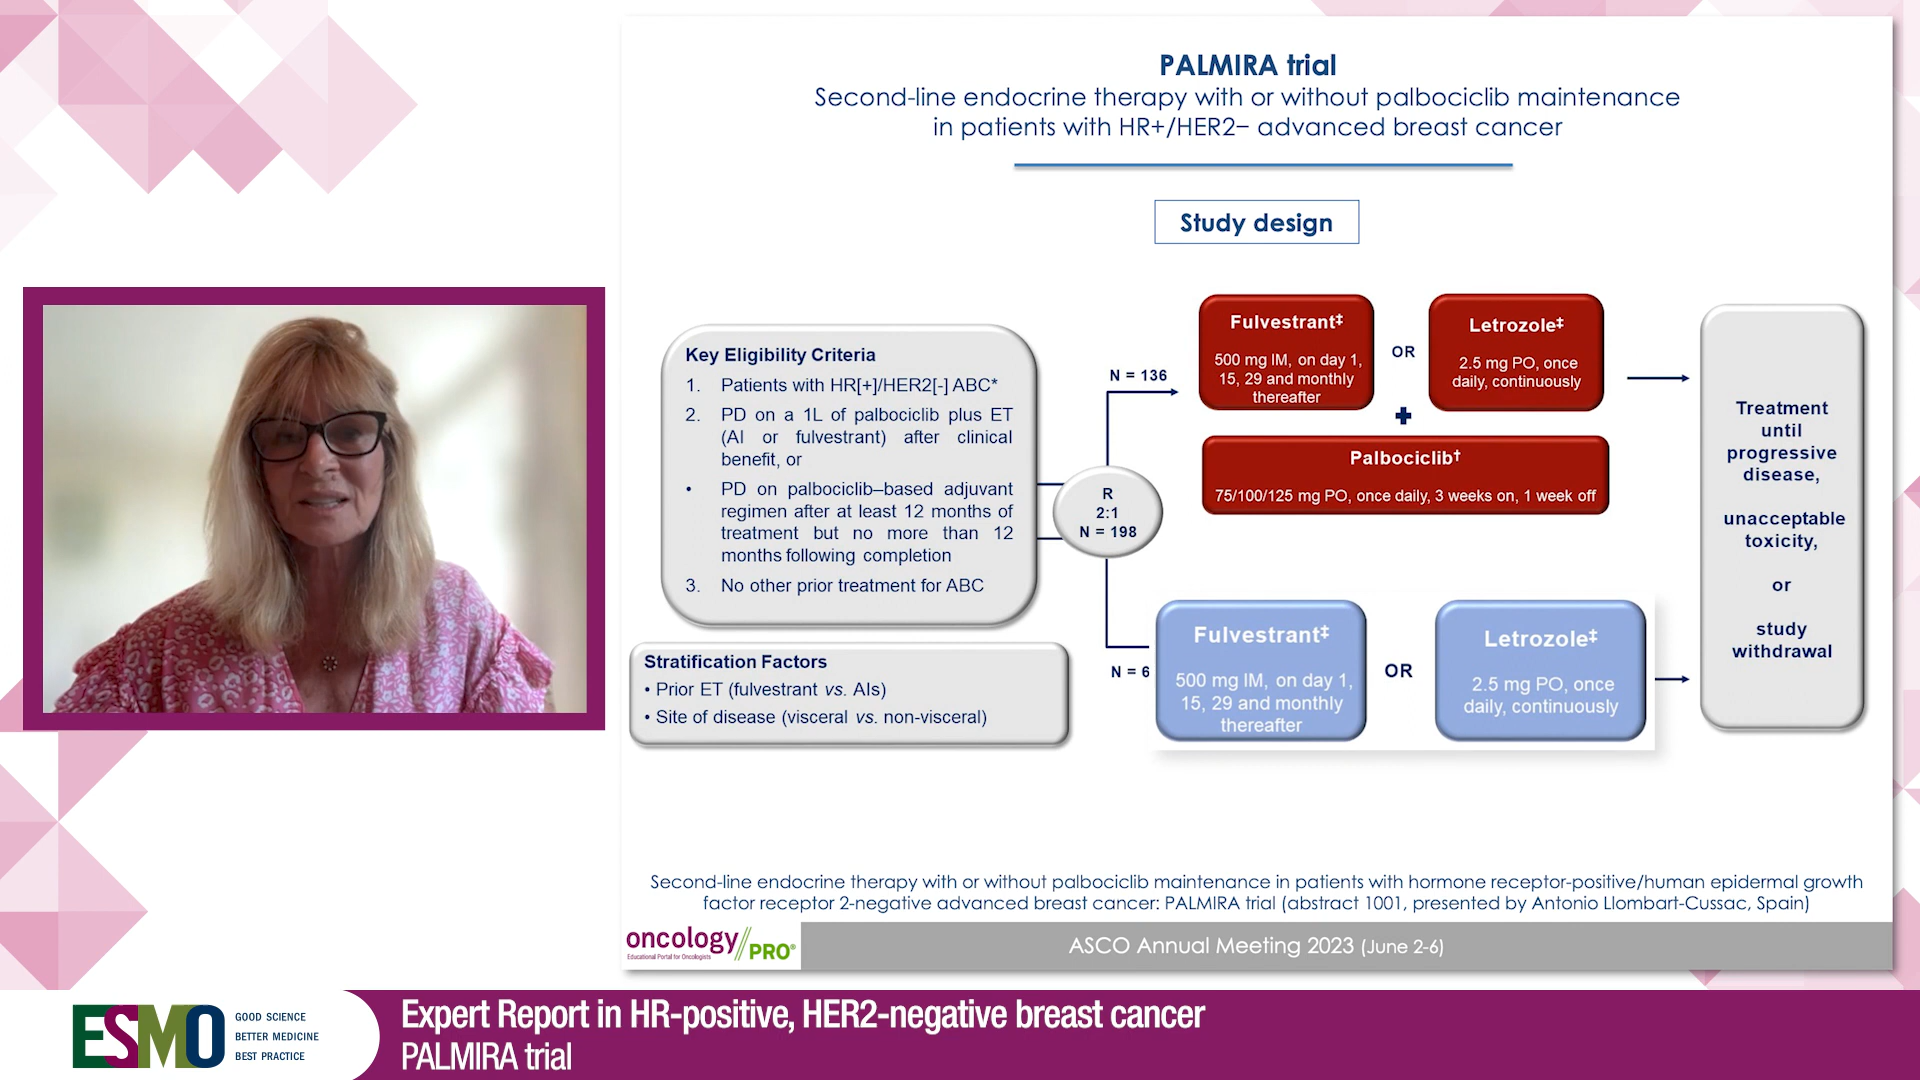 PALMIRA trial
Second-line endocrine therapy with or without palbociclib maintenance
in patients with HR+/HER2− advanced breast cancer
Study design
Key Eligibility Criteria
1. Patients with HR[+]/HER2[-] ABC*
2. PD on a 1L of palbociclib plus ET
(AI or fulvestrant) after clinical
benefit, or
• PD on palbociclib–based adjuvant
regimen after at least 12 months of
treatment but no more than 12
months following completion
3. No other prior treatment for ABC
Stratification Factors
• Prior ET (fulvestrant vs. AIs)
• Site of disease (visceral vs. non-visceral)
R
2:1
N = 198
N = 136
Fulvestrant‡
500 mg IM, on day 1,
15, 29 and monthly
thereafter
OR
Letrozole‡
2.5 mg PO, once
daily, continuously
Palbociclib†
75/100/125 mg PO, once daily, 3 weeks on, 1 week off
N = 6
Fulvestrant‡
500 mg IM, on day 1,
15, 29 and monthly
thereafter
OR
Letrozole‡
2.5 mg PO, once
daily, continuously
Treatment
until
progressive
disease,
unacceptable
toxicity,
or
study
withdrawal
Second-line endocrine therapy with or without palbociclib maintenance in patients with hormone receptor-positive/human epidermal growth
factor receptor 2-negative advanced breast cancer: PALMIRA trial (abstract 1001, presented by Antonio Llombart-Cussac, Spain)
oncology//PRO®
Educational Portal for Oncologists
ASCO Annual Meeting 2023 (June 2-6)
ESMO
GOOD SCIENCE
BETTER MEDICINE
BEST PRACTICE
Expert Report in HR-positive, HER2-negative breast cancer
PALMIRA trial